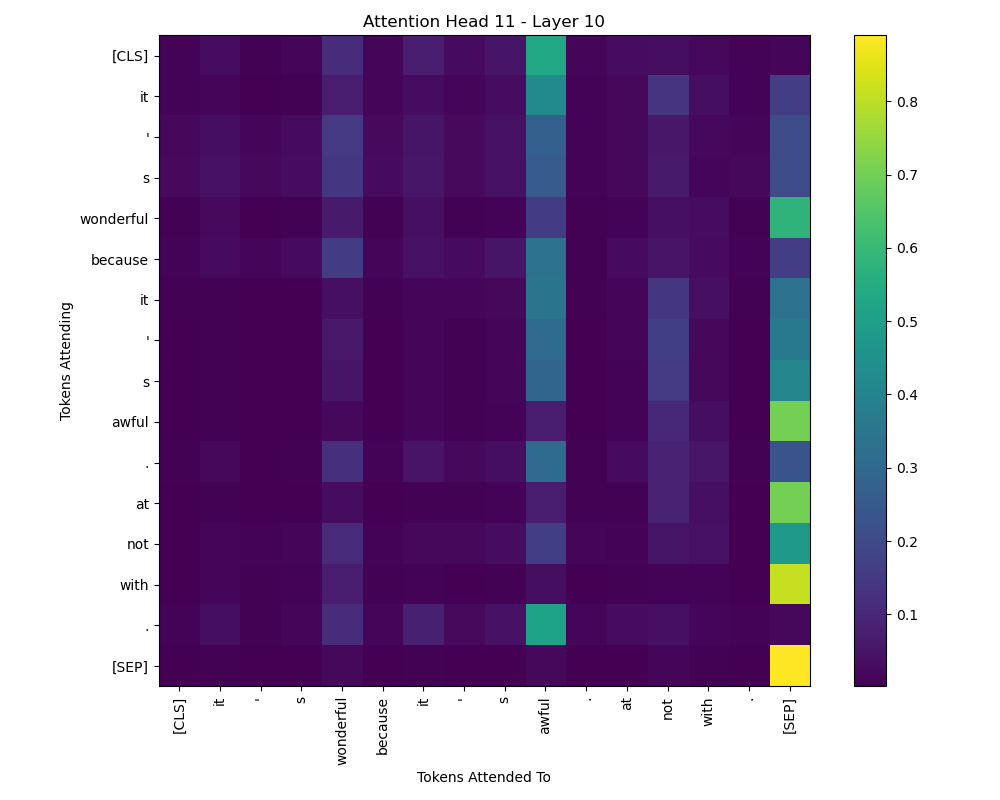 Attention Head 11 - Layer 10
[CLS]
it
'
s
wonderful
because
it
'
s
awful
.
at
not
with
.
[SEP]
Tokens Attending
[CLS]
it
'
s
wonderful
because
it
'
s
awful
.
at
not
with
.
[SEP]
Tokens Attended To
0.8
0.7
0.6
0.5
0.4
0.3
0.2
0.1